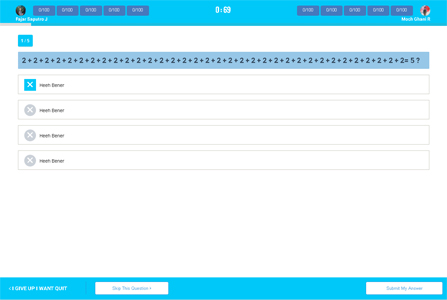 0/100 0/100 0/100 0/100 0/100
0 : 69
0/100 0/100 0/100 0/100 0/100
Fajar Saputra J
Mesih Ghani R
1 / 5
2 + 2 + 2 + 2 + 2 + 2 + 2 + 2 + 2 + 2 + 2 + 2 + 2 + 2 + 2 + 2 + 2 + 2 + 2 + 2 + 2 + 2 + 2 + 2 + 2 + 2 + 2 + 2 + 2 + 2 + 2 + 2 + 2 + 2= 5 ?
Heeh Bener
Heeh Bener
Heeh Bener
Heeh Bener
‹ I GIVE UP I WANT QUIT
Skip This Question »
Submit My Answer